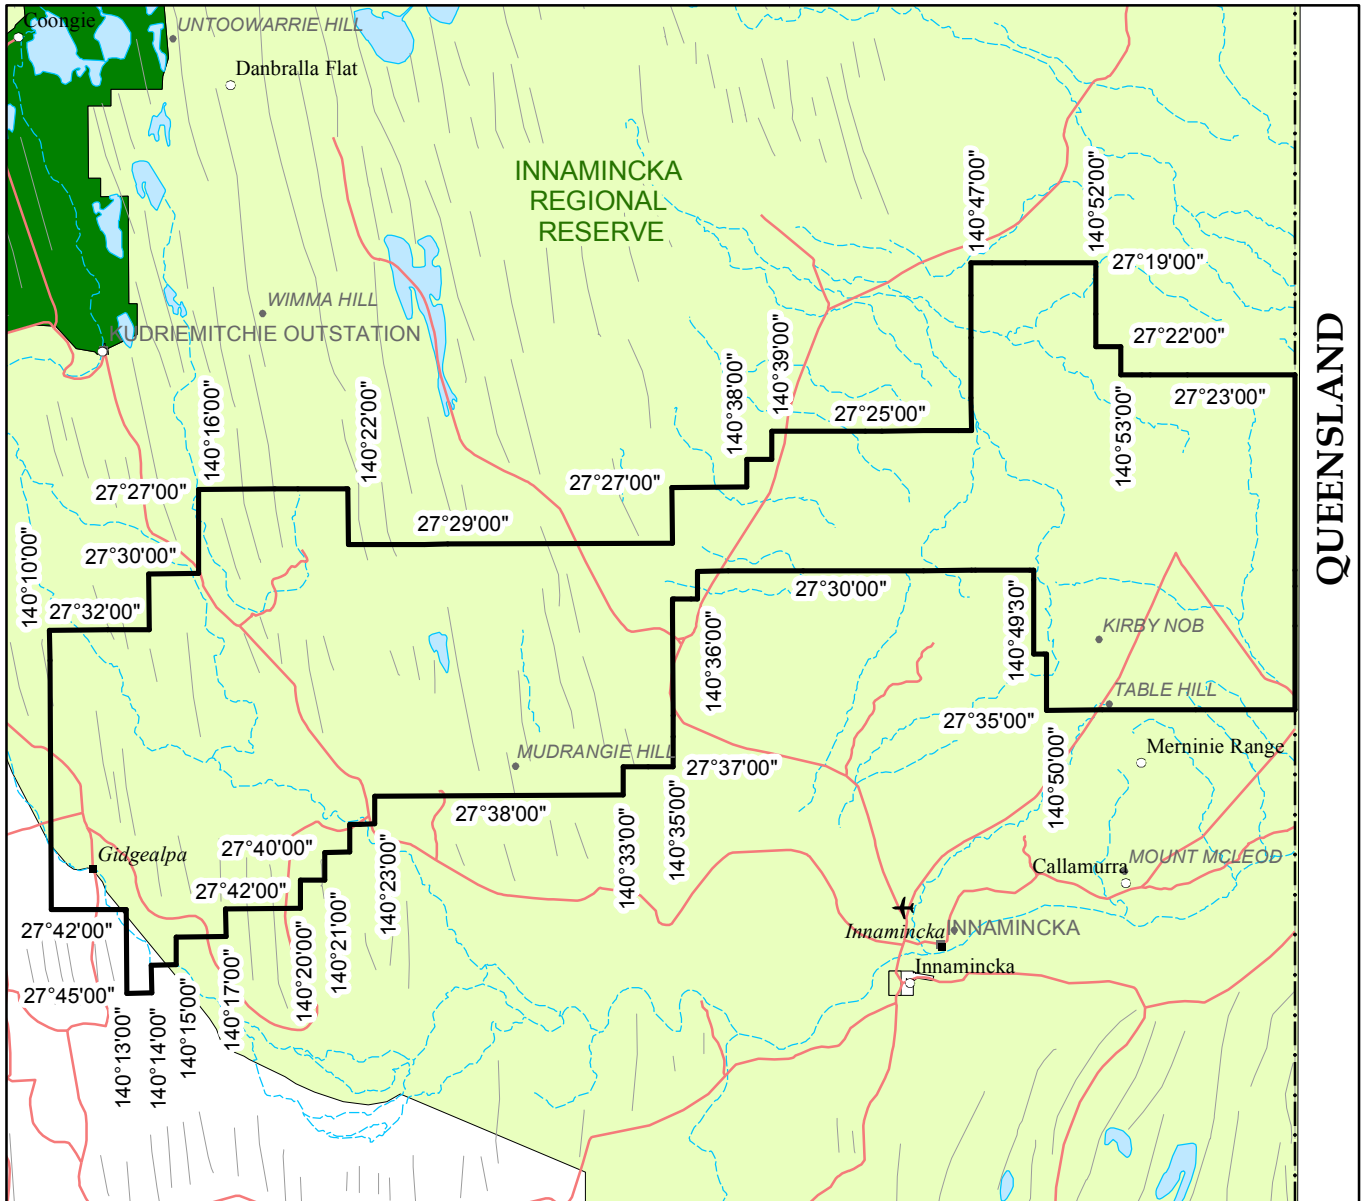 Coongie
UNTOOWARRIE HILL
Danbralla Flat
INNAMINCKA
REGIONAL
RESERVE
140°47'00"
140°52'00"
27°19'00"
WIMMA HILL
KUDRIEMITCHIE OUTSTATION
27°22'00"
QUEENSLAND
140°39'00"
140°38'00"
140°16'00"
140°22'00"
27°25'00"
27°23'00"
140°53'00"
27°27'00"
27°27'00"
27°29'00"
140°10'00"
27°30'00"
27°32'00"
27°30'00"
140°49'30"
KIRBY NOB
140°36'00"
TABLE HILL
27°35'00"
MUDRANGIE HILL
27°37'00"
Merninie Range
140°50'00"
27°38'00"
140°33'00"
140°35'00"
140°23'00"
27°40'00"
Gidgealpa
MOUNT MCLEOD
Callamurra
27°42'00"
27°42'00"
140°21'00"
140°20'00"
140°17'00"
Innamincka
INNAMINCKA
Innamincka
27°45'00"
140°13'00"
140°14'00"
140°15'00"